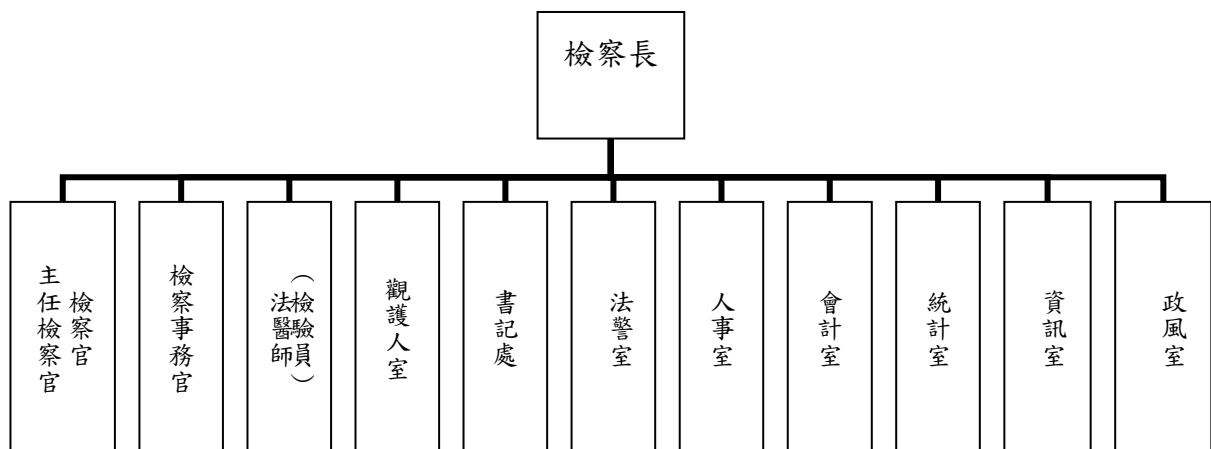 檢察長
主任檢察官
檢察官
檢察事務官
法醫師
（檢驗員）
觀護人室
書記處
法警室
人事室
會計室
統計室
資訊室
政風室